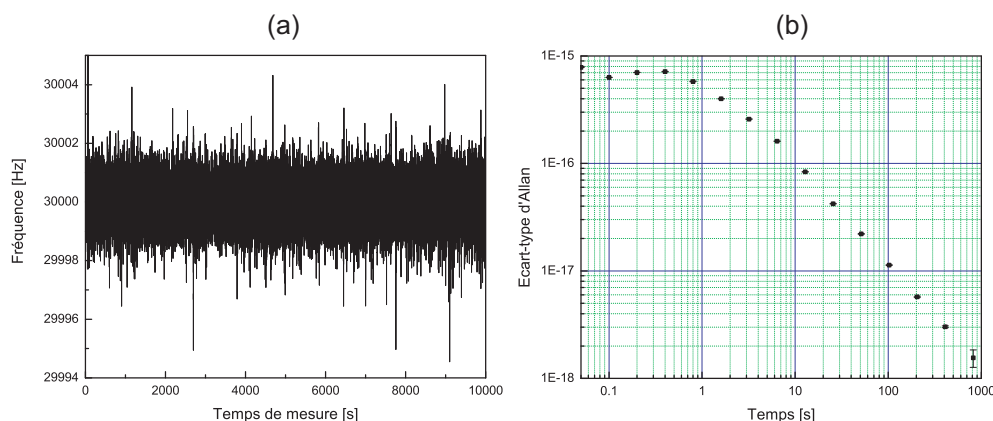 (a)
30004
30002
30000
29998
29996
29994
Fréquence [Hz]
0
2000
4000
6000
8000
10000
Temps de mesure [s]
(b)
1E-15
1E-16
1E-17
1E-18
Ecart-type d'Allan
0.1
1
10
100
1000
Temps [s]